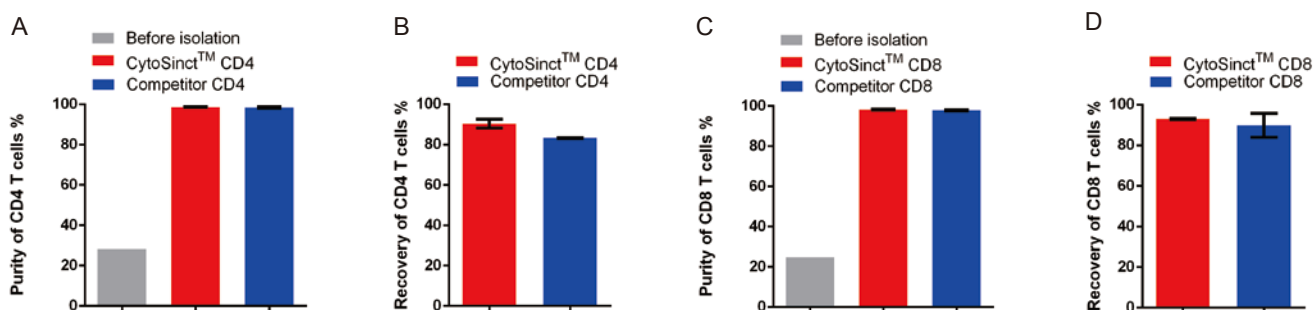 A
Before isolation
CytoSinct™ CD4
Competitor CD4
Purity of CD4 T cells %
100
80
60
40
20
0
B
CytoSinct™ CD4
Competitor CD4
Recovery of CD4 T cells %
100
80
60
40
20
0
C
Before isolation
CytoSinct™ CD8
Competitor CD8
Purity of CD8 T cells %
100
80
60
40
20
0
D
CytoSinct™ CD8
Competitor CD8
Recovery of CD8 T cells %
100
80
60
40
20
0